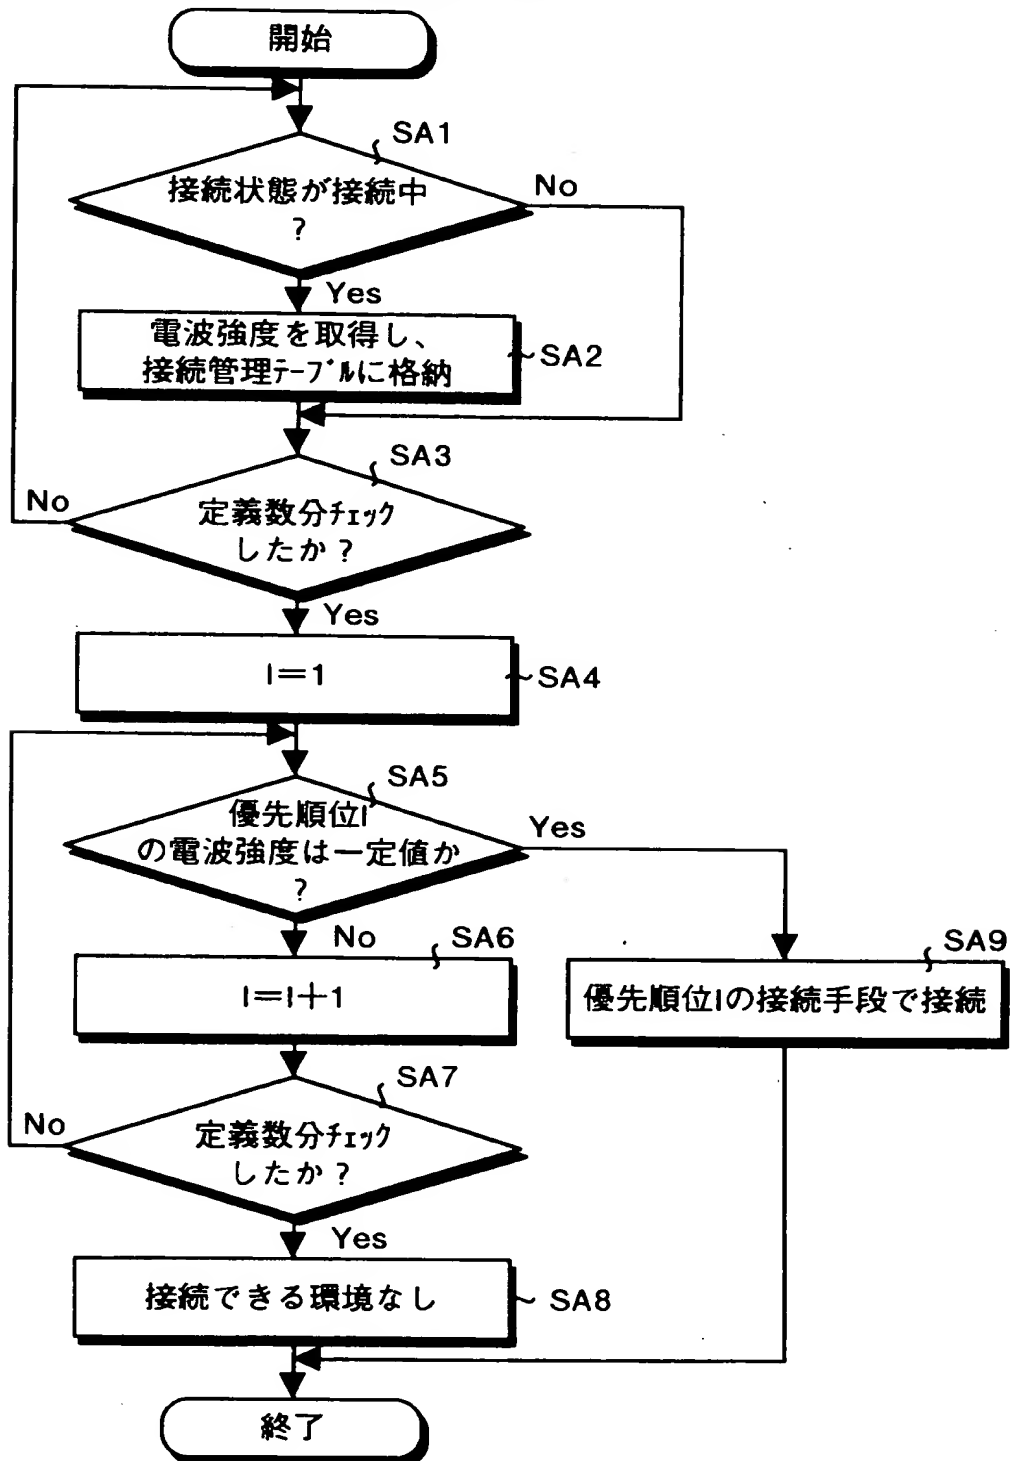 開始
SA1
接続状態が接続中
?
No
Yes
電波強度を取得し、
接続管理ﾃｰﾌﾞﾙに格納
SA2
SA3
定義数分ﾁｪｯｸ
したか?
No
Yes
I=1
SA4
SA5
優先順位I
の電波強度は一定値か
?
Yes
No
SA6
I=I+1
SA9
優先順位Iの接続手段で接続
SA7
定義数分ﾁｪｯｸ
したか?
No
Yes
接続できる環境なし
SA8
終了